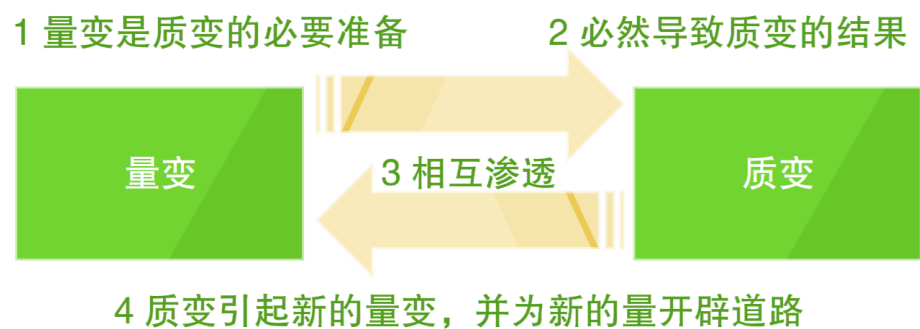 1 量变是质变的必要准备
2 必然导致质变的结果
量变
3 相互渗透
质变
4 质变引起新的量变，并为新的量开辟道路